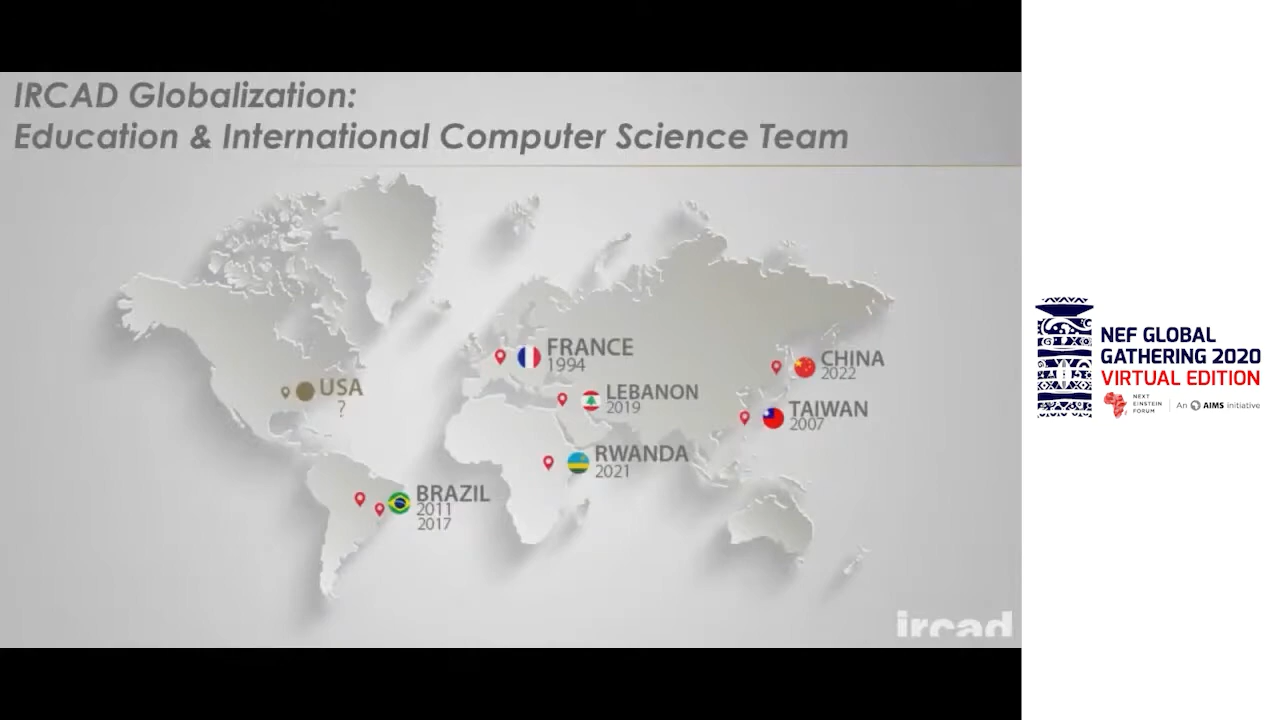 IRCAD Globalization:
Education & International Computer Science Team
FRANCE
1994
CHINA
2022
USA
?
LEBANON
2019
TAIWAN
2007
RWANDA
2021
BRAZIL
2011
2017
ircad
NEF GLOBAL
GATHERING 2020
VIRTUAL EDITION
NEXT
EINSTEIN
FORUM
An AIMS initiative